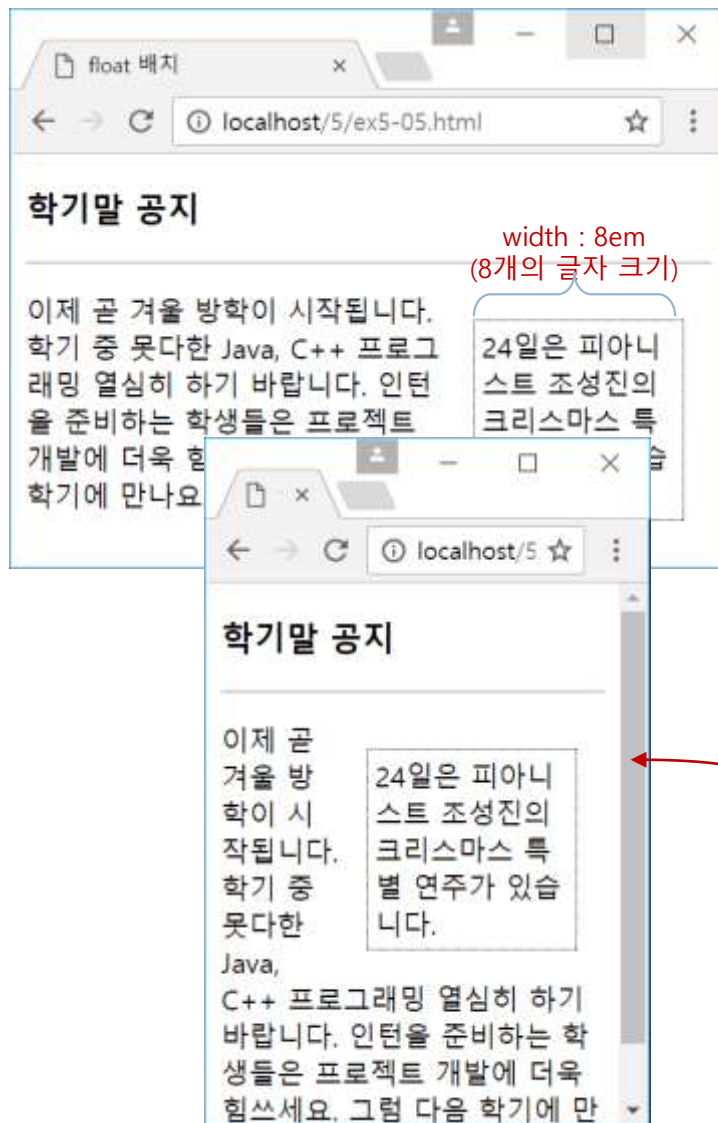 float 배치
localhost/5/ex5-05.html
학기말 공지
width : 8em
(8개의 글자 크기)
이제 곧 겨울 방학이 시작됩니다.
학기 중 못다한 Java, C++ 프로그
래밍 열심히 하기 바랍니다. 인턴
을 준비하는 학생들은 프로젝트
개발에 더욱 힘
학기에 만나요
24일은 피아니
스트 조성진의
크리스마스 특
습
localhost/5
학기말 공지
이제 곧
겨울 방
학이 시
작됩니다.
학기 중
못다한
Java,
C++ 프로그래밍 열심히 하기
바랍니다. 인턴을 준비하는 학
생들은 프로젝트 개발에 더욱
힘쓰세요. 그럼 다음 학기에 만
24일은 피아니
스트 조성진의
크리스마스 특
별 연주가 있습
니다.